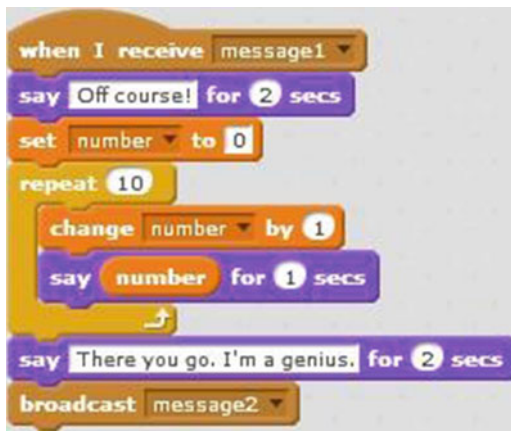 when I receive message1
say Off course! for 2 secs
set number to 0
repeat 10
change number by 1
say number for 1 secs
say There you go. I'm a genius. for 2 secs
broadcast message2